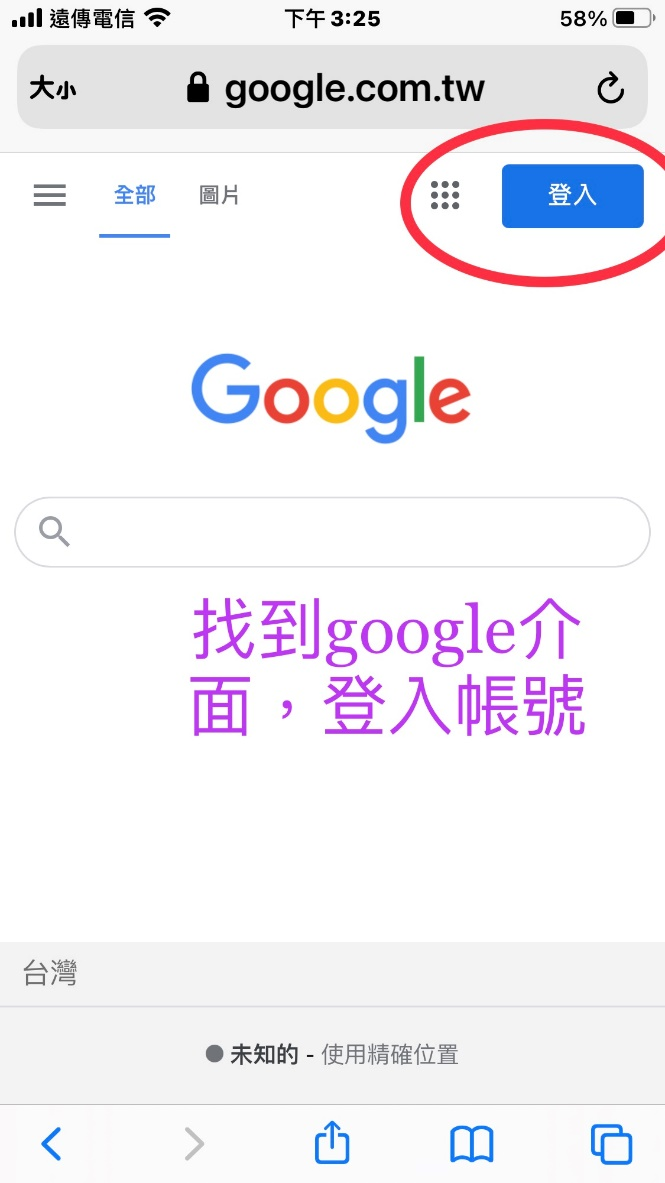 遠傳電信 下午 3:25 58%
大小 google.com.tw
全部 圖片 登入
Google
找到google介
面，登入帳號
台灣
未知的 - 使用精確位置